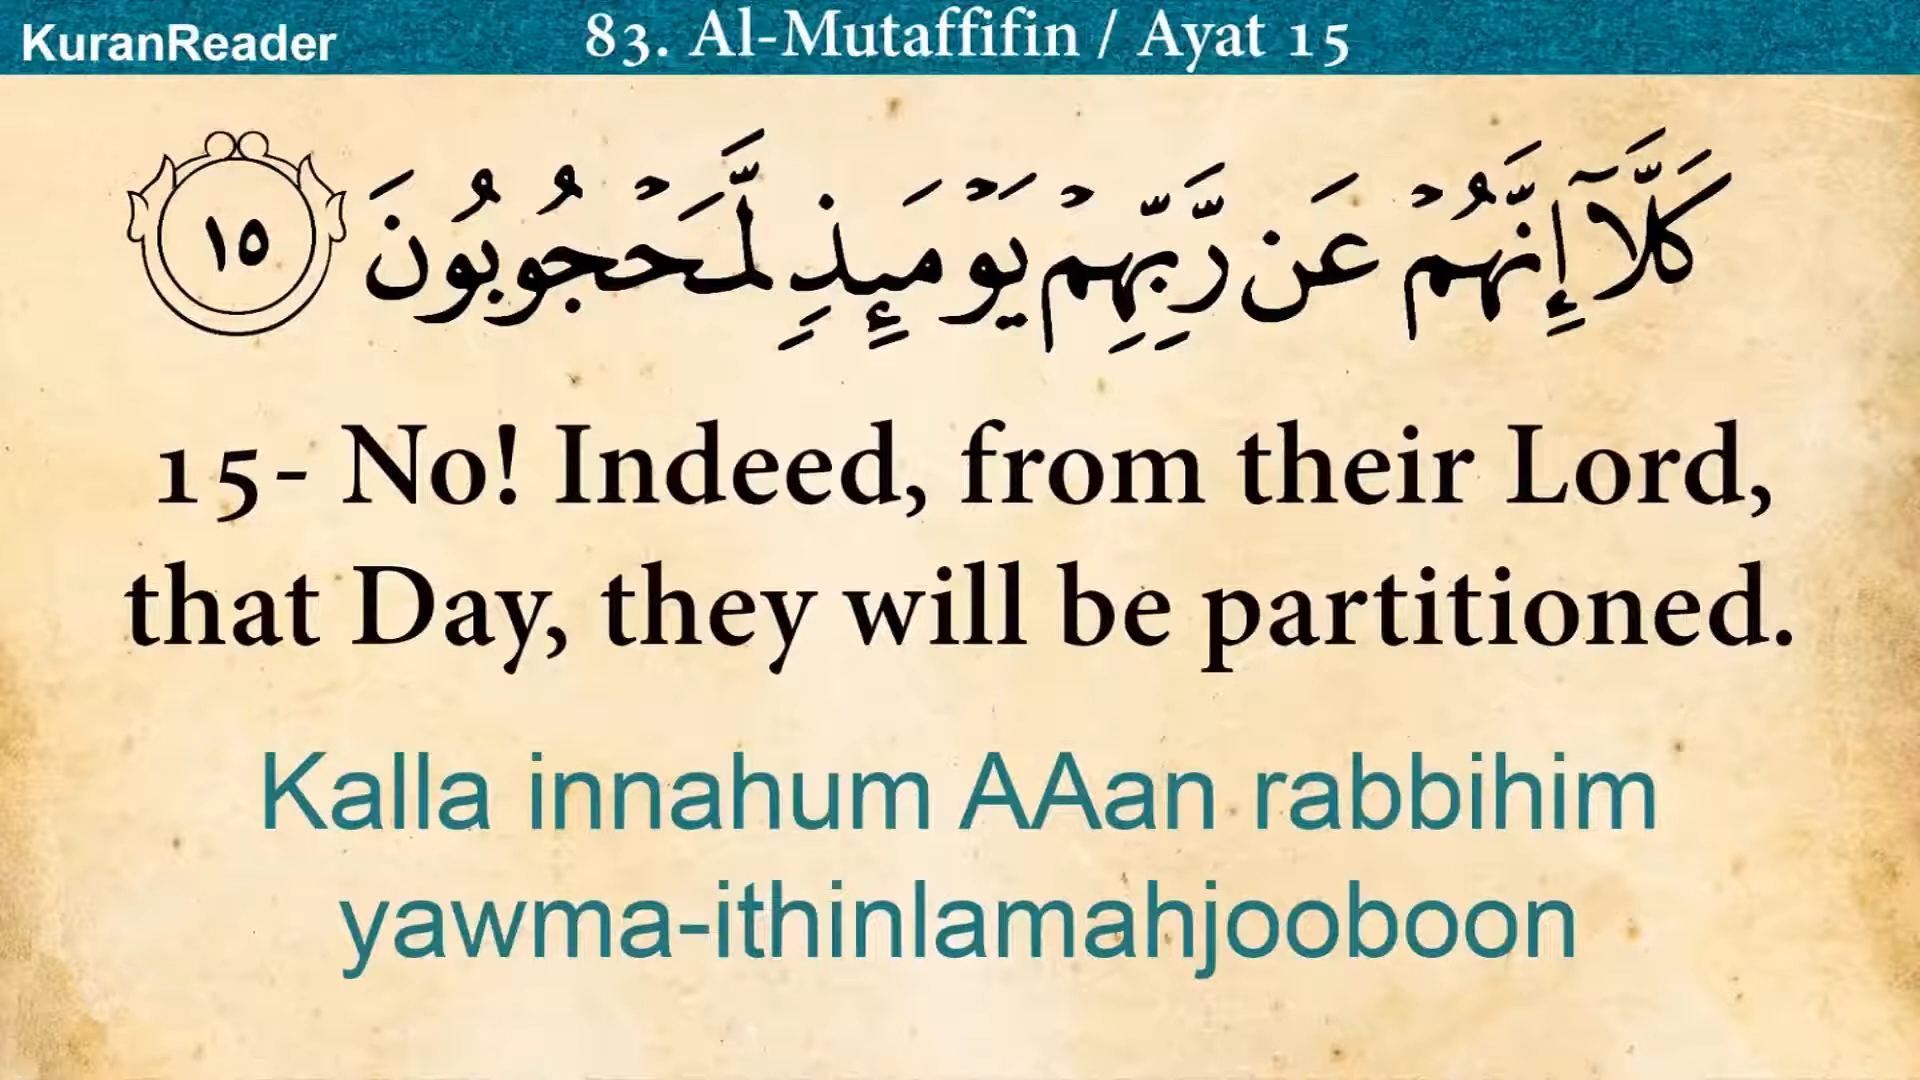 KuranReader
83. Al-Mutaffifin / Ayat 15
كَلَّآ إِنَّهُمْ عَن رَّبِّهِمْ يَوْمَئِذٍ لَّمَحْجُوبُونَ ١٥
15- No! Indeed, from their Lord,
that Day, they will be partitioned.
Kalla innahum AAan rabbihim
yawma-ithinlamahjooboon